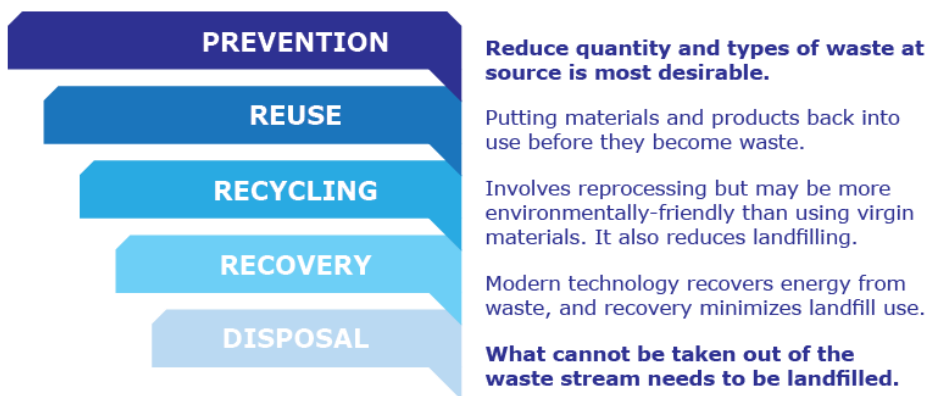 PREVENTION
Reduce quantity and types of waste at
source is most desirable.
REUSE
Putting materials and products back into
use before they become waste.
RECYCLING
Involves reprocessing but may be more
environmentally-friendly than using virgin
materials. It also reduces landfilling.
RECOVERY
Modern technology recovers energy from
waste, and recovery minimizes landfill use.
DISPOSAL
What cannot be taken out of the
waste stream needs to be landfilled.